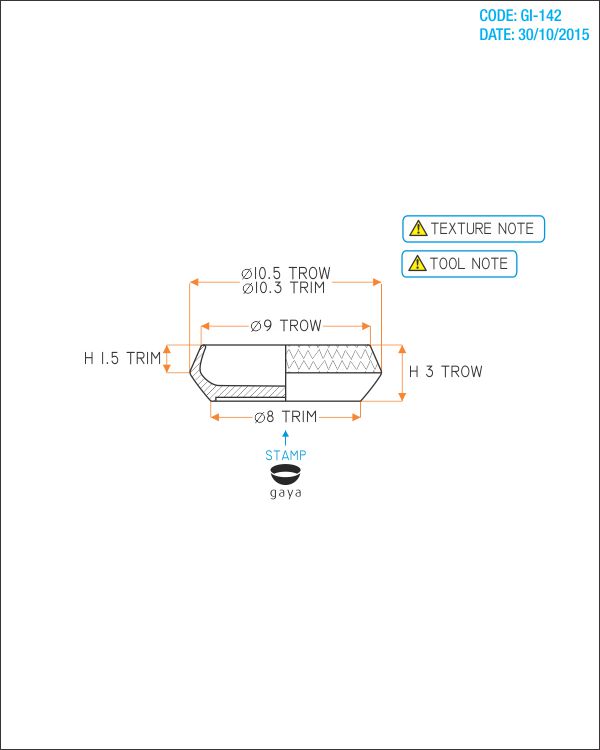 CODE: GI-142
DATE: 30/10/2015
TEXTURE NOTE
TOOL NOTE
Ø10.5 TROW
Ø10.3 TRIM
Ø9 TROW
H 1.5 TRIM
H 3 TROW
Ø8 TRIM
STAMP
gaya